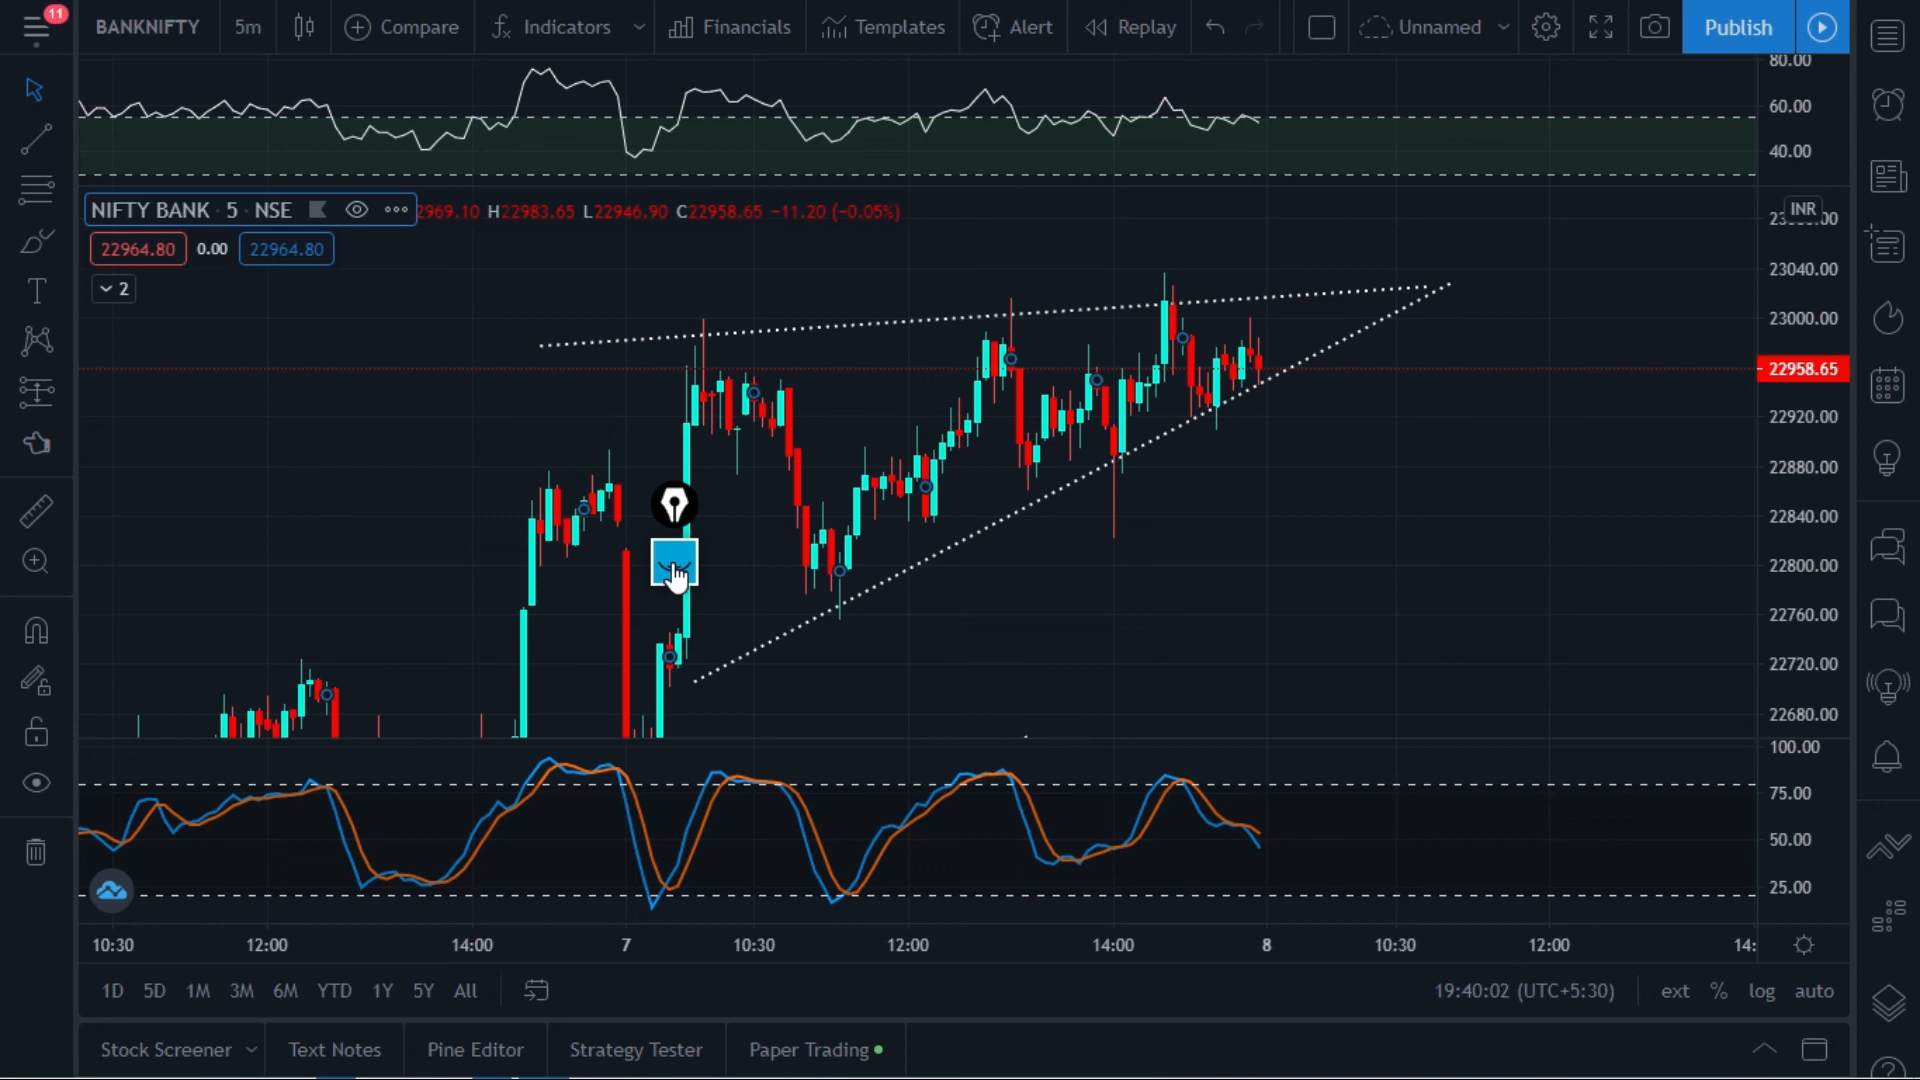 11
BANKNIFTY 5m Compare Indicators Financials Templates Alert Replay Unnamed Publish
80.00
60.00
40.00
NIFTY BANK · 5 · NSE 2969.10 H22983.65 L22946.90 C22958.65 −11.20 (−0.05%)
INR
22964.80 0.00 22964.80
2
23040.00
23000.00
22958.65
22920.00
22880.00
22840.00
22800.00
22760.00
22720.00
22680.00
100.00
75.00
50.00
25.00
10:30 12:00 14:00 7 10:30 12:00 14:00 8 10:30 12:00 14:
1D 5D 1M 3M 6M YTD 1Y 5Y All 19:40:02 (UTC+5:30) ext % log auto
Stock Screener Text Notes Pine Editor Strategy Tester Paper Trading